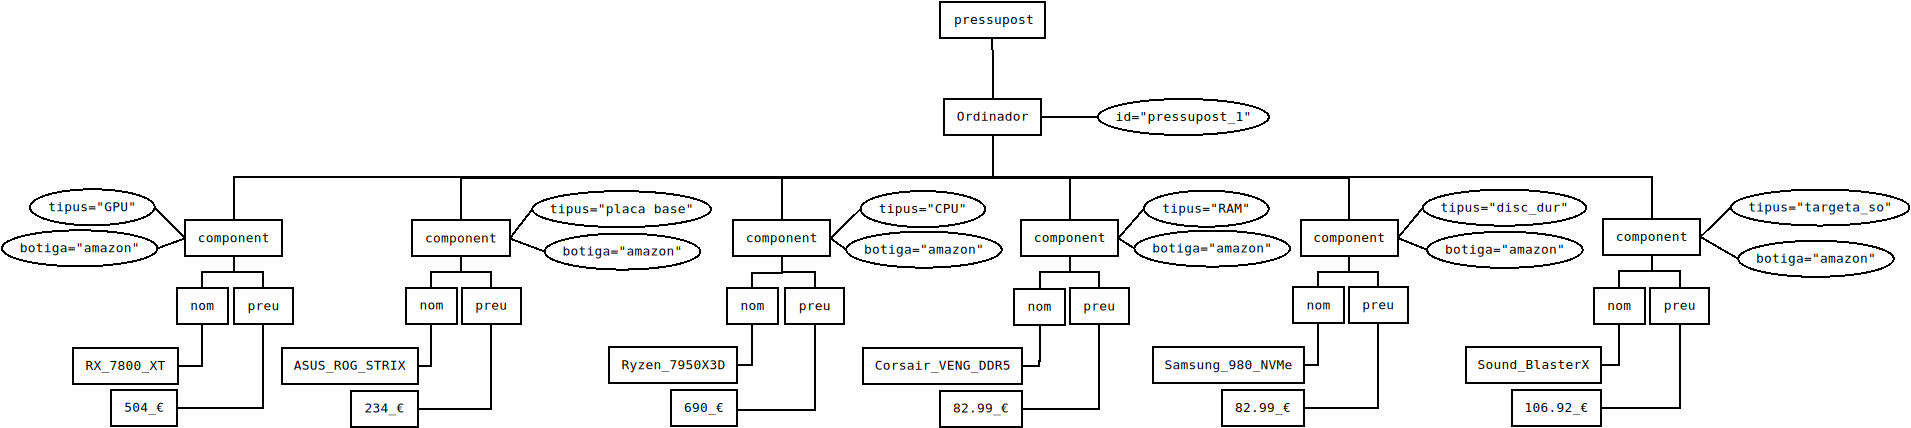 pressupost
Ordinador
id="pressupost_1"
tipus="GPU"
botiga="amazon"
component
nom
preu
RX_7800_XT
504_€
component
tipus="placa base"
botiga="amazon"
nom
preu
ASUS_ROG_STRIX
234_€
component
tipus="CPU"
botiga="amazon"
nom
preu
Ryzen_7950X3D
690_€
component
tipus="RAM"
botiga="amazon"
nom
preu
Corsair_VENG_DDR5
82.99_€
component
tipus="disc_dur"
botiga="amazon"
nom
preu
Samsung_980_NVMe
82.99_€
component
tipus="targeta_so"
botiga="amazon"
nom
preu
Sound_BlasterX
106.92_€